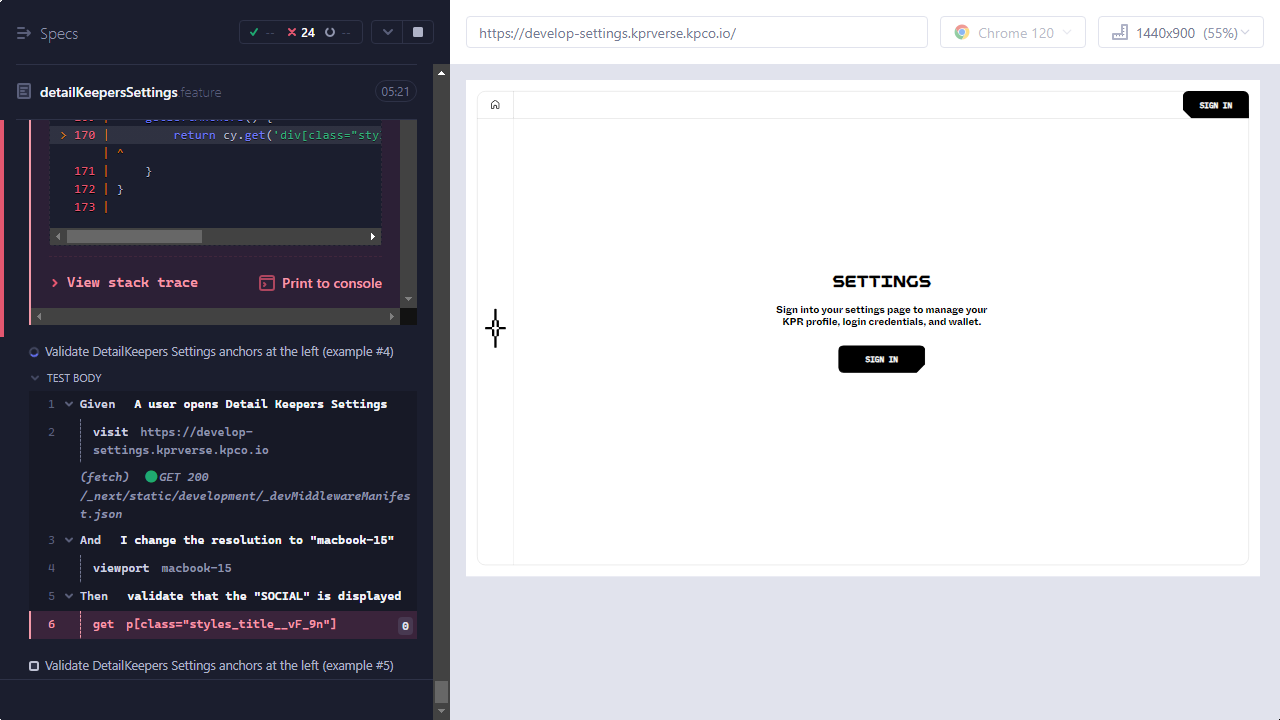 Specs
-- 24 --
detailKeepersSettings feature
05:21
> 170 | return cy.get('div[class="sty
| ^
171 | }
172 | }
173 |
View stack trace
Print to console
Validate DetailKeepers Settings anchors at the left (example #4)
TEST BODY
1 Given A user opens Detail Keepers Settings
2 visit https://develop-
settings.kprverse.kpco.io
(fetch) GET 200
/_next/static/development/_devMiddlewareManifes
t.json
3 And I change the resolution to "macbook-15"
4 viewport macbook-15
5 Then validate that the "SOCIAL" is displayed
6 get p[class="styles_title__vF_9n"] 0
Validate DetailKeepers Settings anchors at the left (example #5)
https://develop-settings.kprverse.kpco.io/
Chrome 120
1440x900 (55%)
SIGN IN
SETTINGS
Sign into your settings page to manage your
KPR profile, login credentials, and wallet.
SIGN IN